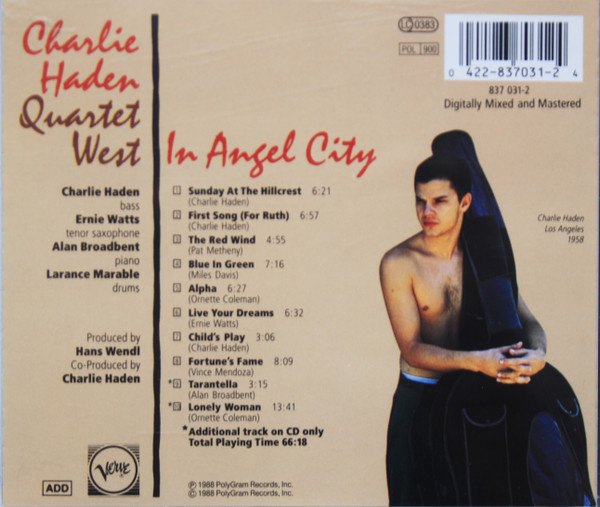 Charlie
Haden
Quartet
West
In Angel City
Charlie Haden
bass
Ernie Watts
tenor saxophone
Alan Broadbent
piano
Larance Marable
drums
Produced by
Hans Wendl
Co-Produced by
Charlie Haden
1 Sunday At The Hillcrest 6:21
(Charlie Haden)
2 First Song (For Ruth) 6:57
(Charlie Haden)
3 The Red Wind 4:55
(Pat Metheny)
4 Blue In Green 7:16
(Miles Davis)
5 Alpha 6:27
(Ornette Coleman)
6 Live Your Dreams 6:32
(Ernie Watts)
7 Child's Play 3:06
(Charlie Haden)
8 Fortune's Fame 8:09
(Vince Mendoza)
*9 Tarantella 3:15
(Alan Broadbent)
*10 Lonely Woman 13:41
(Ornette Coleman)
*Additional track on CD only
Total Playing Time 66:18
℗ 1988 PolyGram Records, Inc.
© 1988 PolyGram Records, Inc.
ADD
Verve
LC 0383
POL 900
0 422-837031-2 4
837 031-2
Digitally Mixed and Mastered
Charlie Haden
Los Angeles
1958